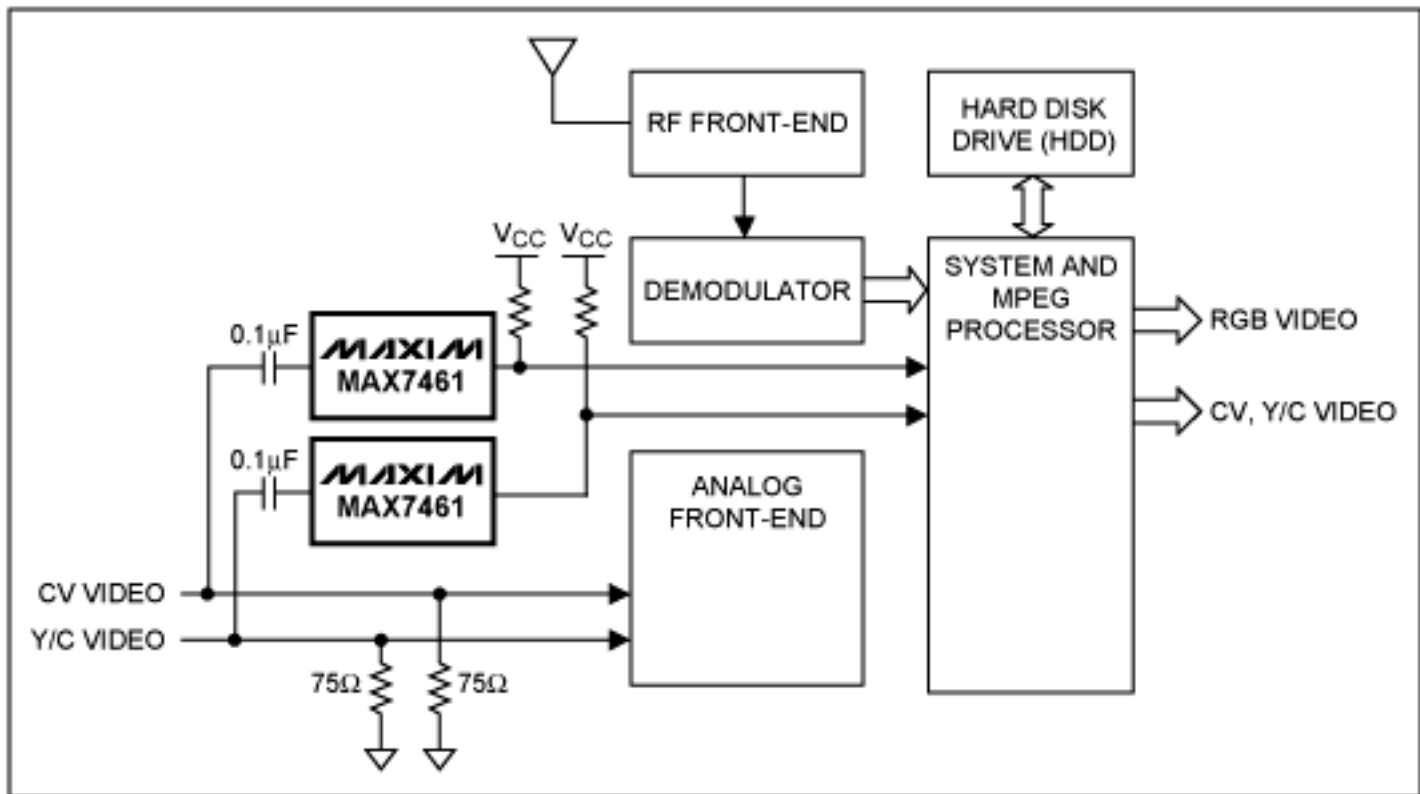 RF FRONT-END
HARD DISK
DRIVE (HDD)
VCC
VCC
DEMODULATOR
SYSTEM AND
MPEG
PROCESSOR
RGB VIDEO
CV, Y/C VIDEO
0.1μF
MAXIM
MAX7461
0.1μF
MAXIM
MAX7461
ANALOG
FRONT-END
CV VIDEO
Y/C VIDEO
75Ω
75Ω